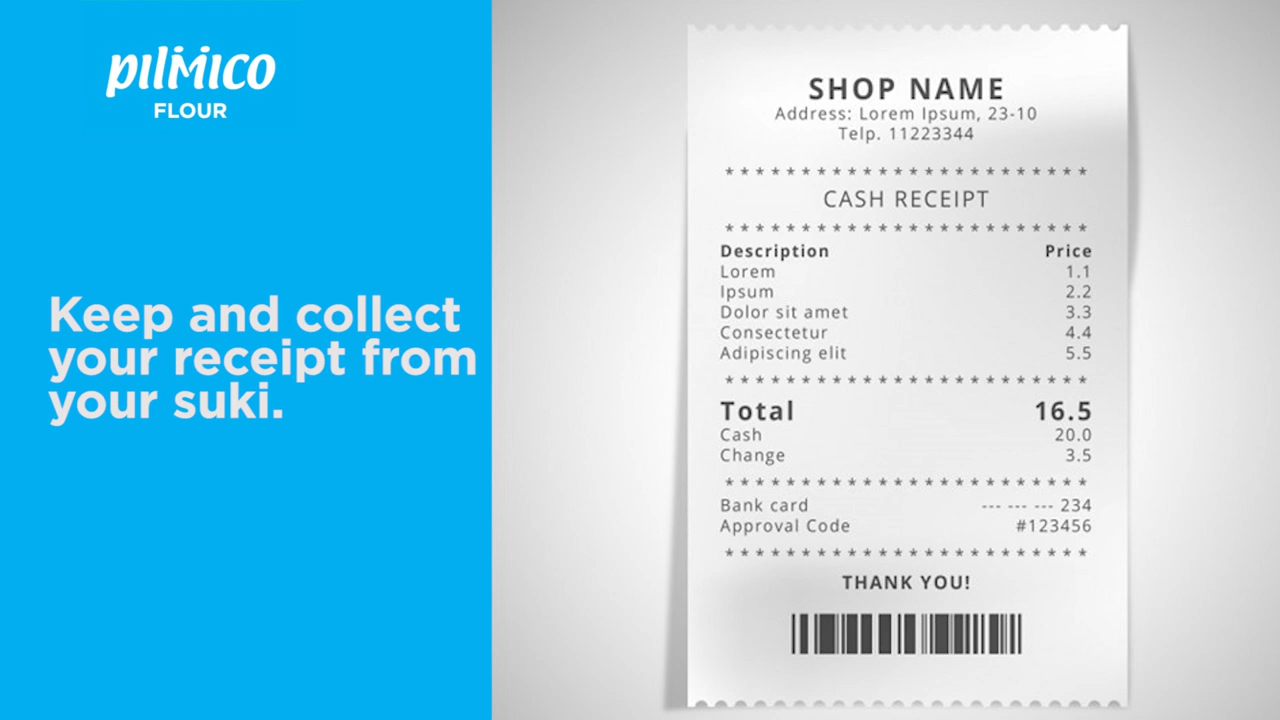 pilmico
FLOUR
Keep and collect
your receipt from
your suki.
SHOP NAME
Address: Lorem Ipsum, 23-10
Telp. 11223344
************************
CASH RECEIPT
************************
Description Price
Lorem 1.1
Ipsum 2.2
Dolor sit amet 3.3
Consectetur 4.4
Adipiscing elit 5.5
************************
Total 16.5
Cash 20.0
Change 3.5
************************
Bank card --- --- --- 234
Approval Code #123456
************************
THANK YOU!